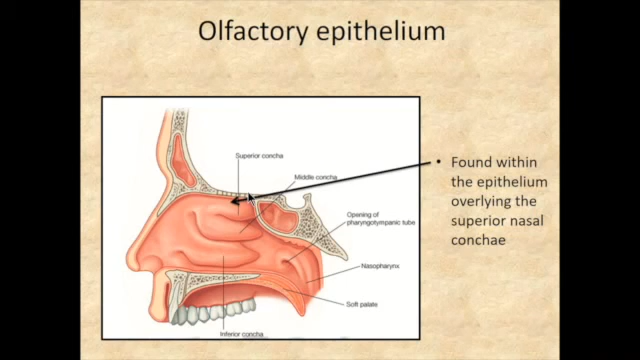 Olfactory epithelium
Superior concha
Middle concha
Opening of
pharyngotympanic tube
Nasopharynx
Soft palate
Inferior concha
• Found within
the epithelium
overlying the
superior nasal
conchae